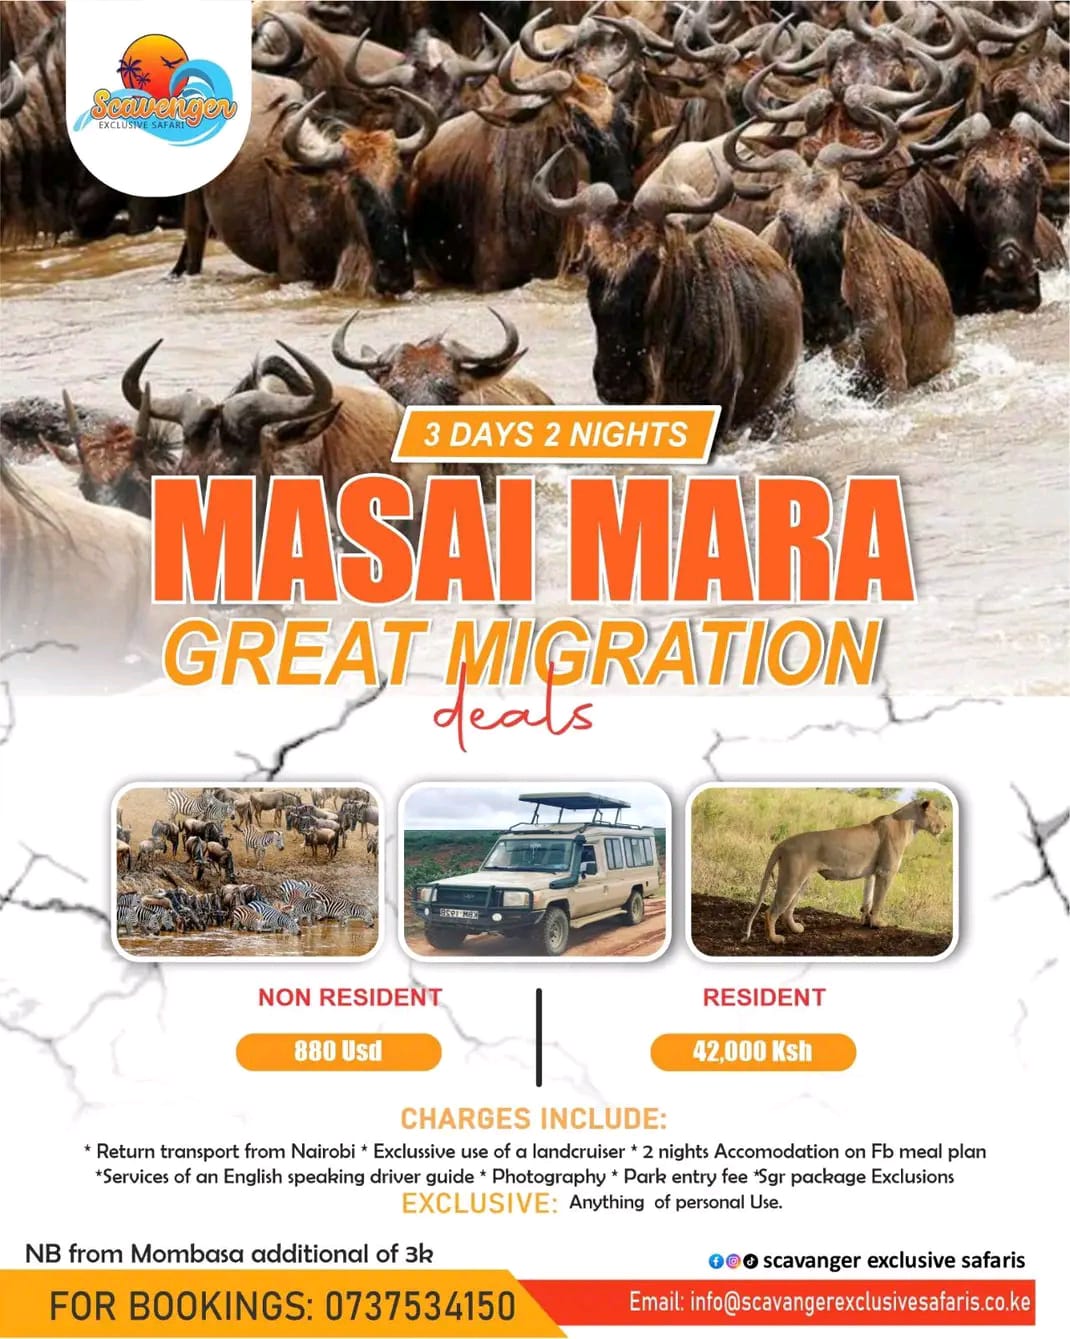 Scavenger
EXCLUSIVE SAFARI
3 DAYS 2 NIGHTS
MASAI MARA
GREAT MIGRATION
deals
NON RESIDENT
RESIDENT
880 Usd
42,000 Ksh
CHARGES INCLUDE:
* Return transport from Nairobi * Exclussive use of a landcruiser * 2 nights Accomodation on Fb meal plan
*Services of an English speaking driver guide * Photography * Park entry fee *Sgr package Exclusions
EXCLUSIVE: Anything of personal Use.
NB from Mombasa additional of 3k
scavanger exclusive safaris
FOR BOOKINGS: 0737534150
Email: info@scavangerexclusivesafaris.co.ke